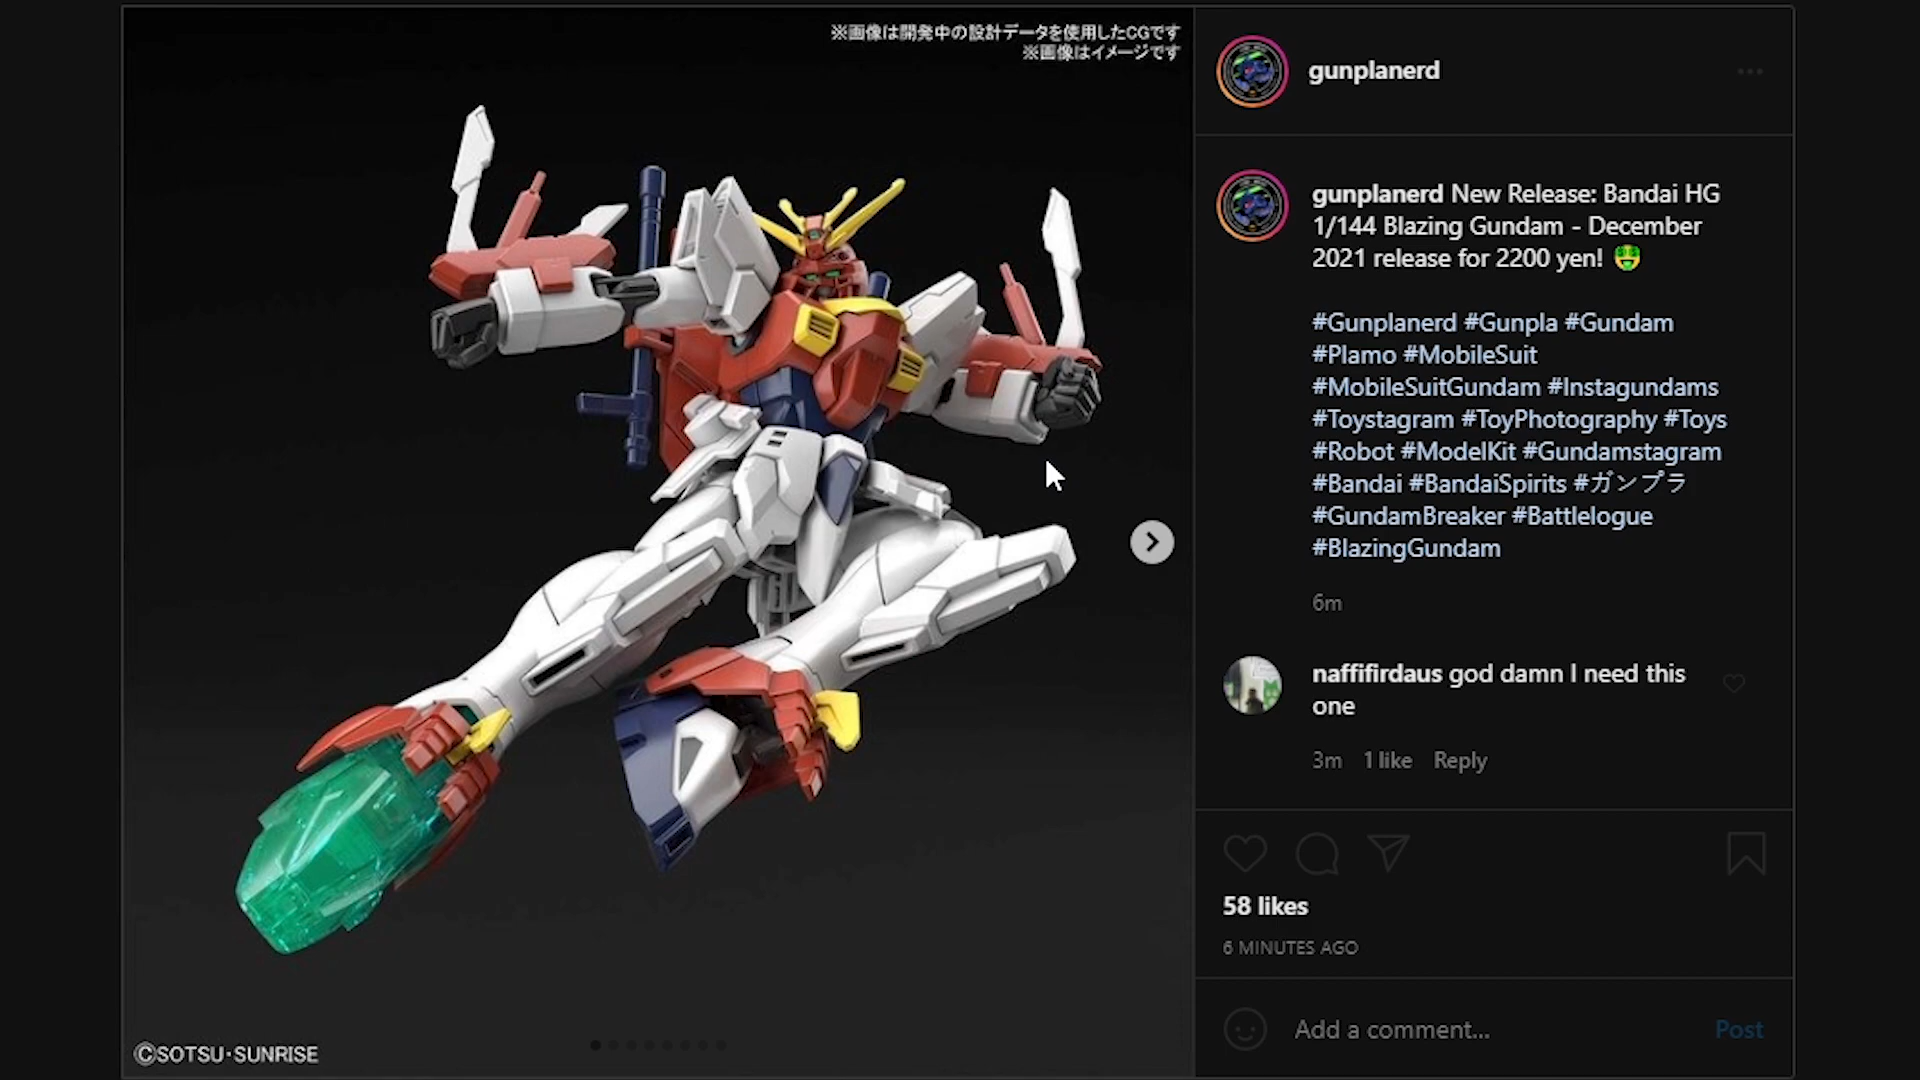 ※画像は開発中の設計データを使用したCGです
※画像はイメージです
©SOTSU・SUNRISE
gunplanerd
gunplanerd New Release: Bandai HG
1/144 Blazing Gundam - December
2021 release for 2200 yen! 🤑
#Gunplanerd #Gunpla #Gundam
#Plamo #MobileSuit
#MobileSuitGundam #Instagundams
#Toystagram #ToyPhotography #Toys
#Robot #ModelKit #Gundamstagram
#Bandai #BandaiSpirits #ガンプラ
#GundamBreaker #Battlelogue
#BlazingGundam
6m
naffifirdaus god damn I need this
one
3m 1 like Reply
58 likes
6 MINUTES AGO
Add a comment... Post